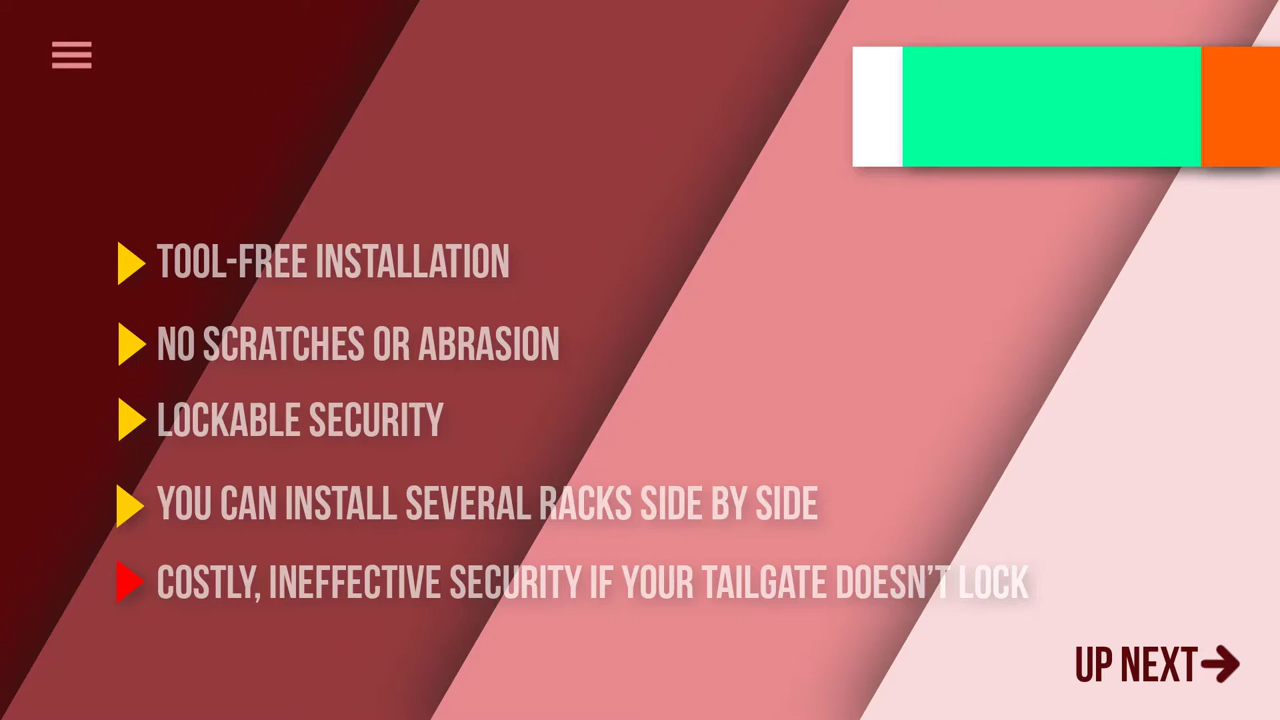 TOOL-FREE INSTALLATION
NO SCRATCHES OR ABRASION
LOCKABLE SECURITY
YOU CAN INSTALL SEVERAL RACKS SIDE BY SIDE
COSTLY, INEFFECTIVE SECURITY IF YOUR TAILGATE DOESN'T LOCK
UP NEXT